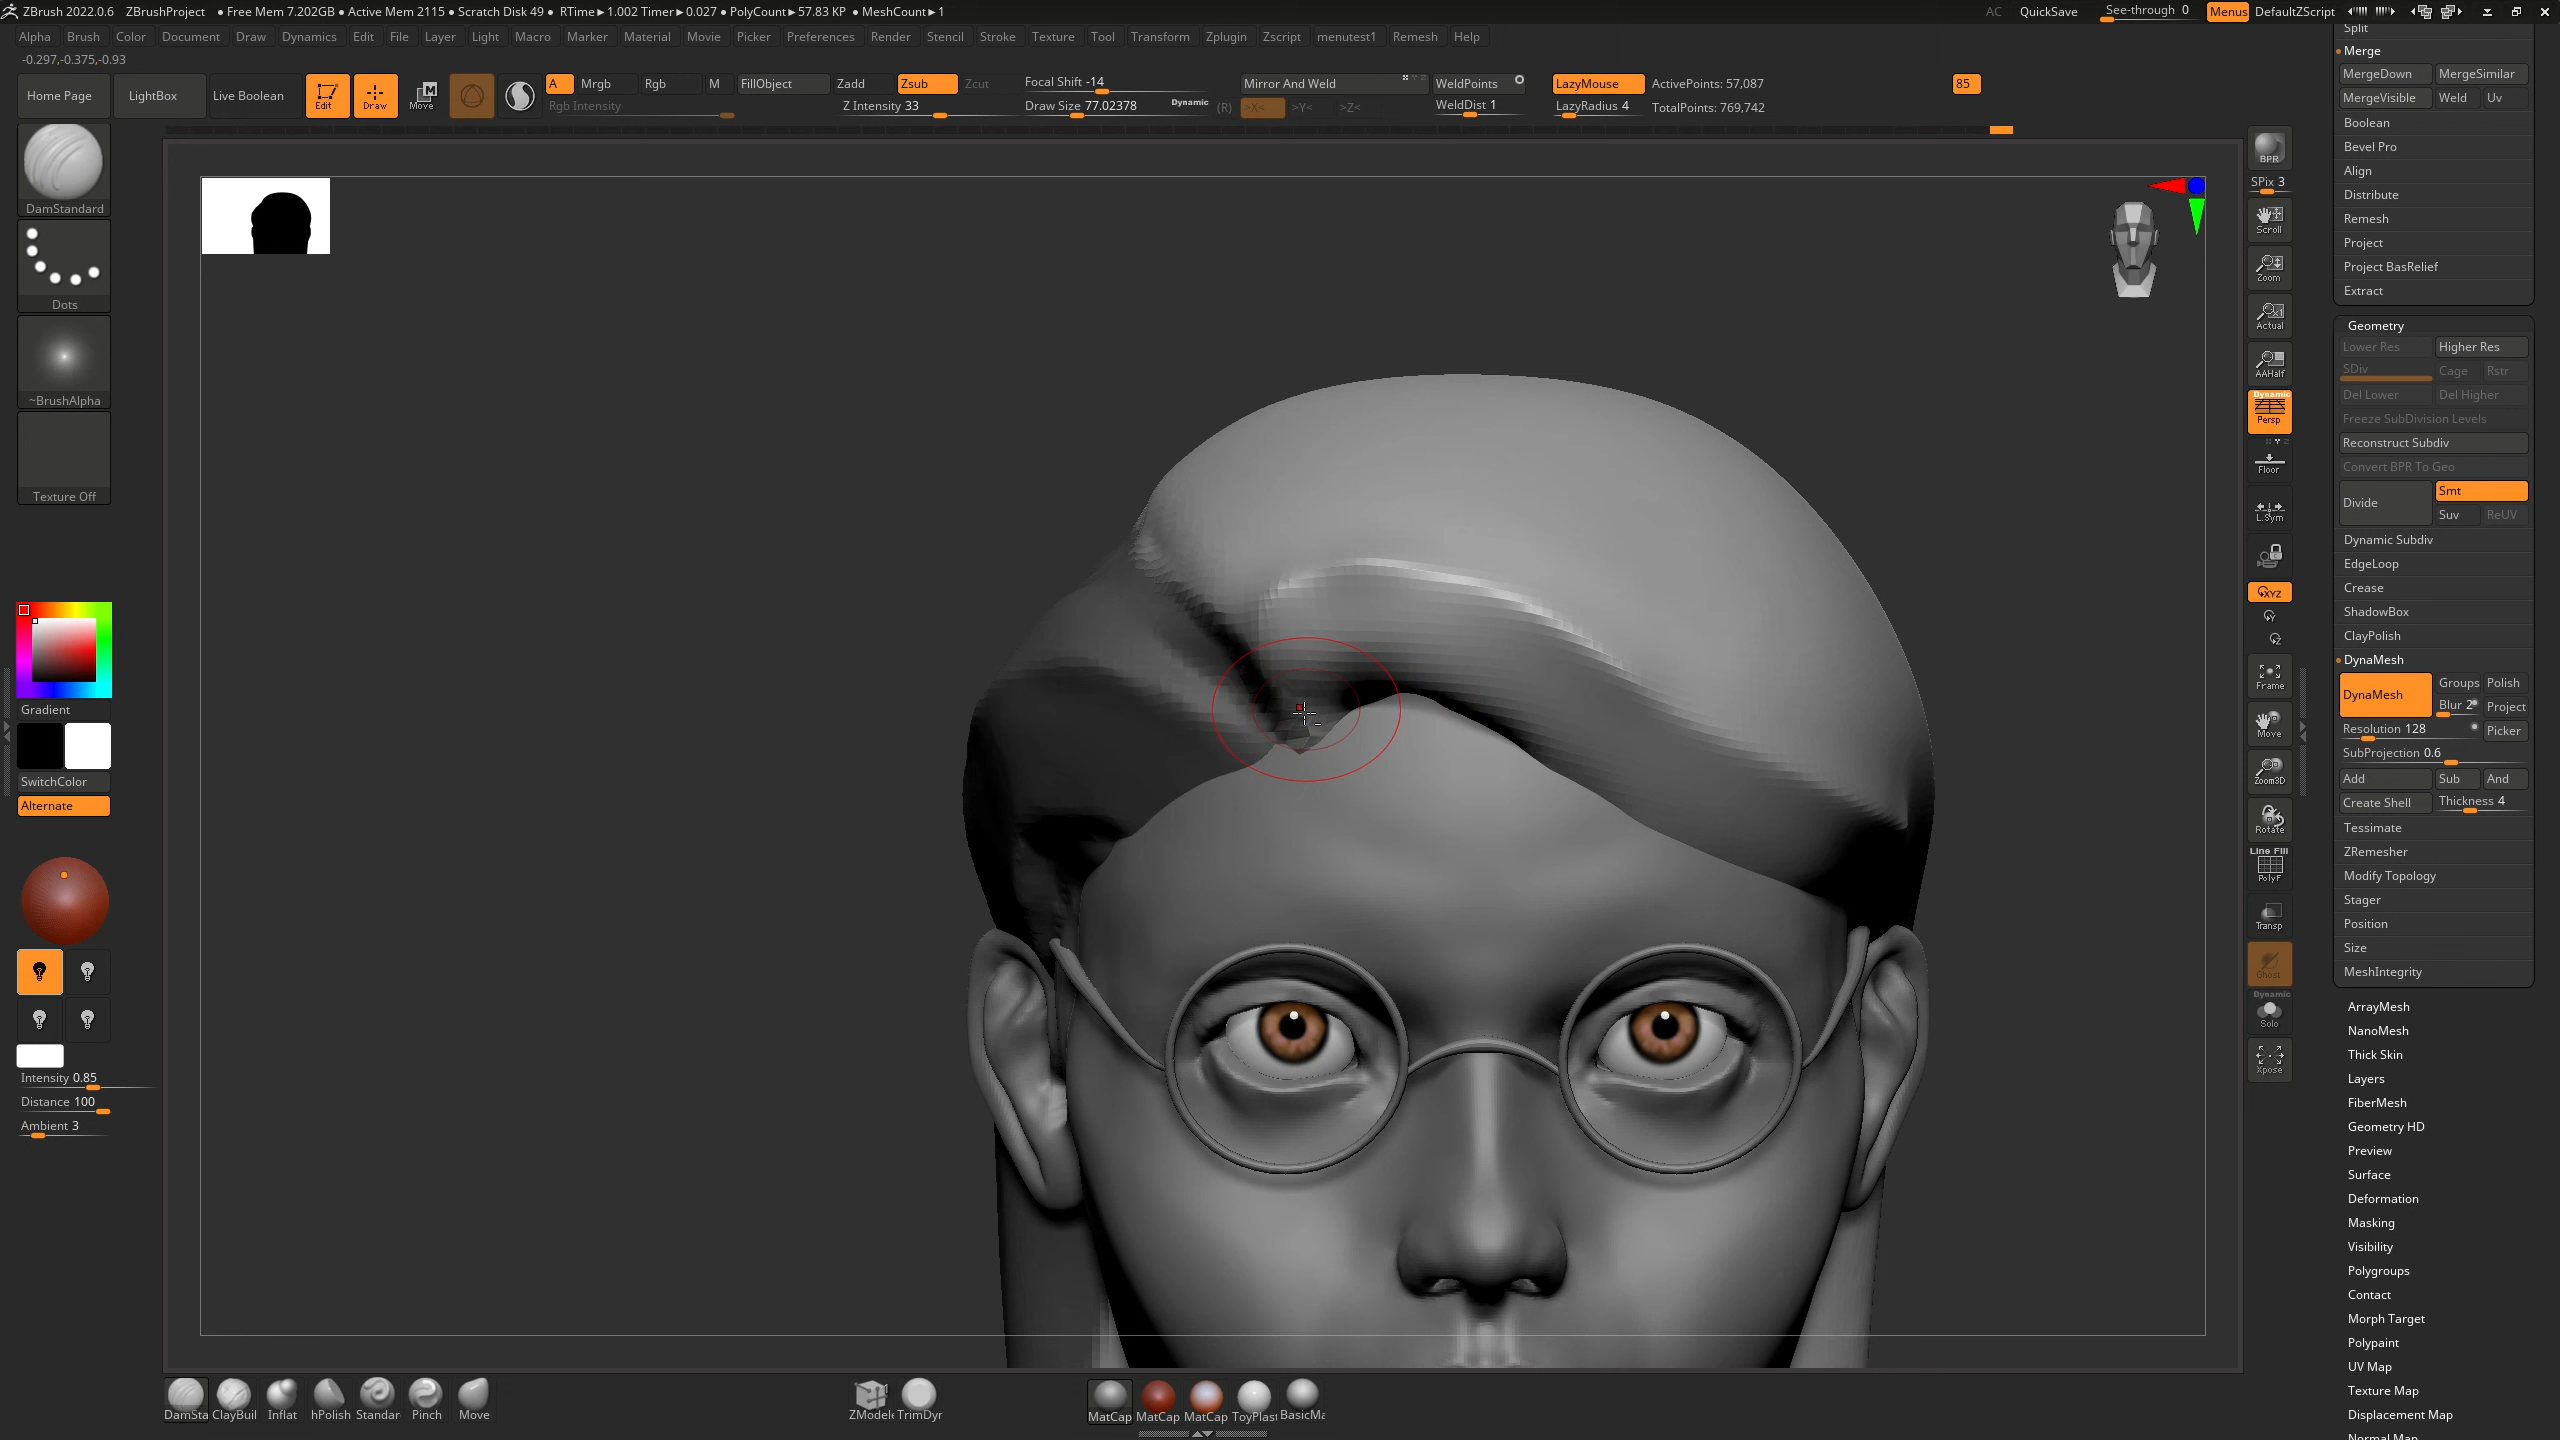 ZBrush 2022.0.6 ZBrushProject ● Free Mem 7.202GB ● Active Mem 2115 ● Scratch Disk 49 ● RTime►1.002 Timer►0.027 ● PolyCount►57.83 KP ● MeshCount►1 AC QuickSave See-through 0 Menus DefaultZScript
Alpha Brush Color Document Draw Dynamics Edit File Layer Light Macro Marker Material Movie Picker Preferences Render Stencil Stroke Texture Tool Transform Zplugin Zscript menutest1 Remesh Help
-0.297,-0.375,-0.93
Home Page LightBox Live Boolean Edit Draw Move A Mrgb Rgb M FillObject Zadd Zsub Zcut Focal Shift -14 Mirror And Weld WeldPoints LazyMouse ActivePoints: 57,087 85
Rgb Intensity Z Intensity 33 Draw Size 77.02378 Dynamic (R) >X< >Y< >Z< WeldDist 1 LazyRadius 4 TotalPoints: 769,742
DamStandard
Dots
~BrushAlpha
Texture Off
Gradient
SwitchColor
Alternate
Intensity 0.85
Distance 100
Ambient 3
BPR
SPix 3
Scroll
Zoom
Actual
AAHalf
Dynamic
Persp
Floor
L.Sym
XYZ
Y
Z
Frame
Move
Zoom3D
Rotate
Line Fill
PolyF
Transp
Ghost
Dynamic
Solo
Xpose
Split
Merge
MergeDown MergeSimilar
MergeVisible Weld Uv
Boolean
Bevel Pro
Align
Distribute
Remesh
Project
Project BasRelief
Extract
Geometry
Lower Res Higher Res
SDiv Cage Rstr
Del Lower Del Higher
Freeze SubDivision Levels
Reconstruct Subdiv
Convert BPR To Geo
Divide Smt
Suv ReUV
Dynamic Subdiv
EdgeLoop
Crease
ShadowBox
ClayPolish
DynaMesh
DynaMesh Groups Polish
Blur 2 Project
Resolution 128 Picker
SubProjection 0.6
Add Sub And
Create Shell Thickness 4
Tessimate
ZRemesher
Modify Topology
Stager
Position
Size
MeshIntegrity
ArrayMesh
NanoMesh
Thick Skin
Layers
FiberMesh
Geometry HD
Preview
Surface
Deformation
Masking
Visibility
Polygroups
Contact
Morph Target
Polypaint
UV Map
Texture Map
Displacement Map
Normal Map
DamSta ClayBuil Inflat hPolish Standar Pinch Move ZModele TrimDyn MatCap MatCap MatCap ToyPlast BasicMa